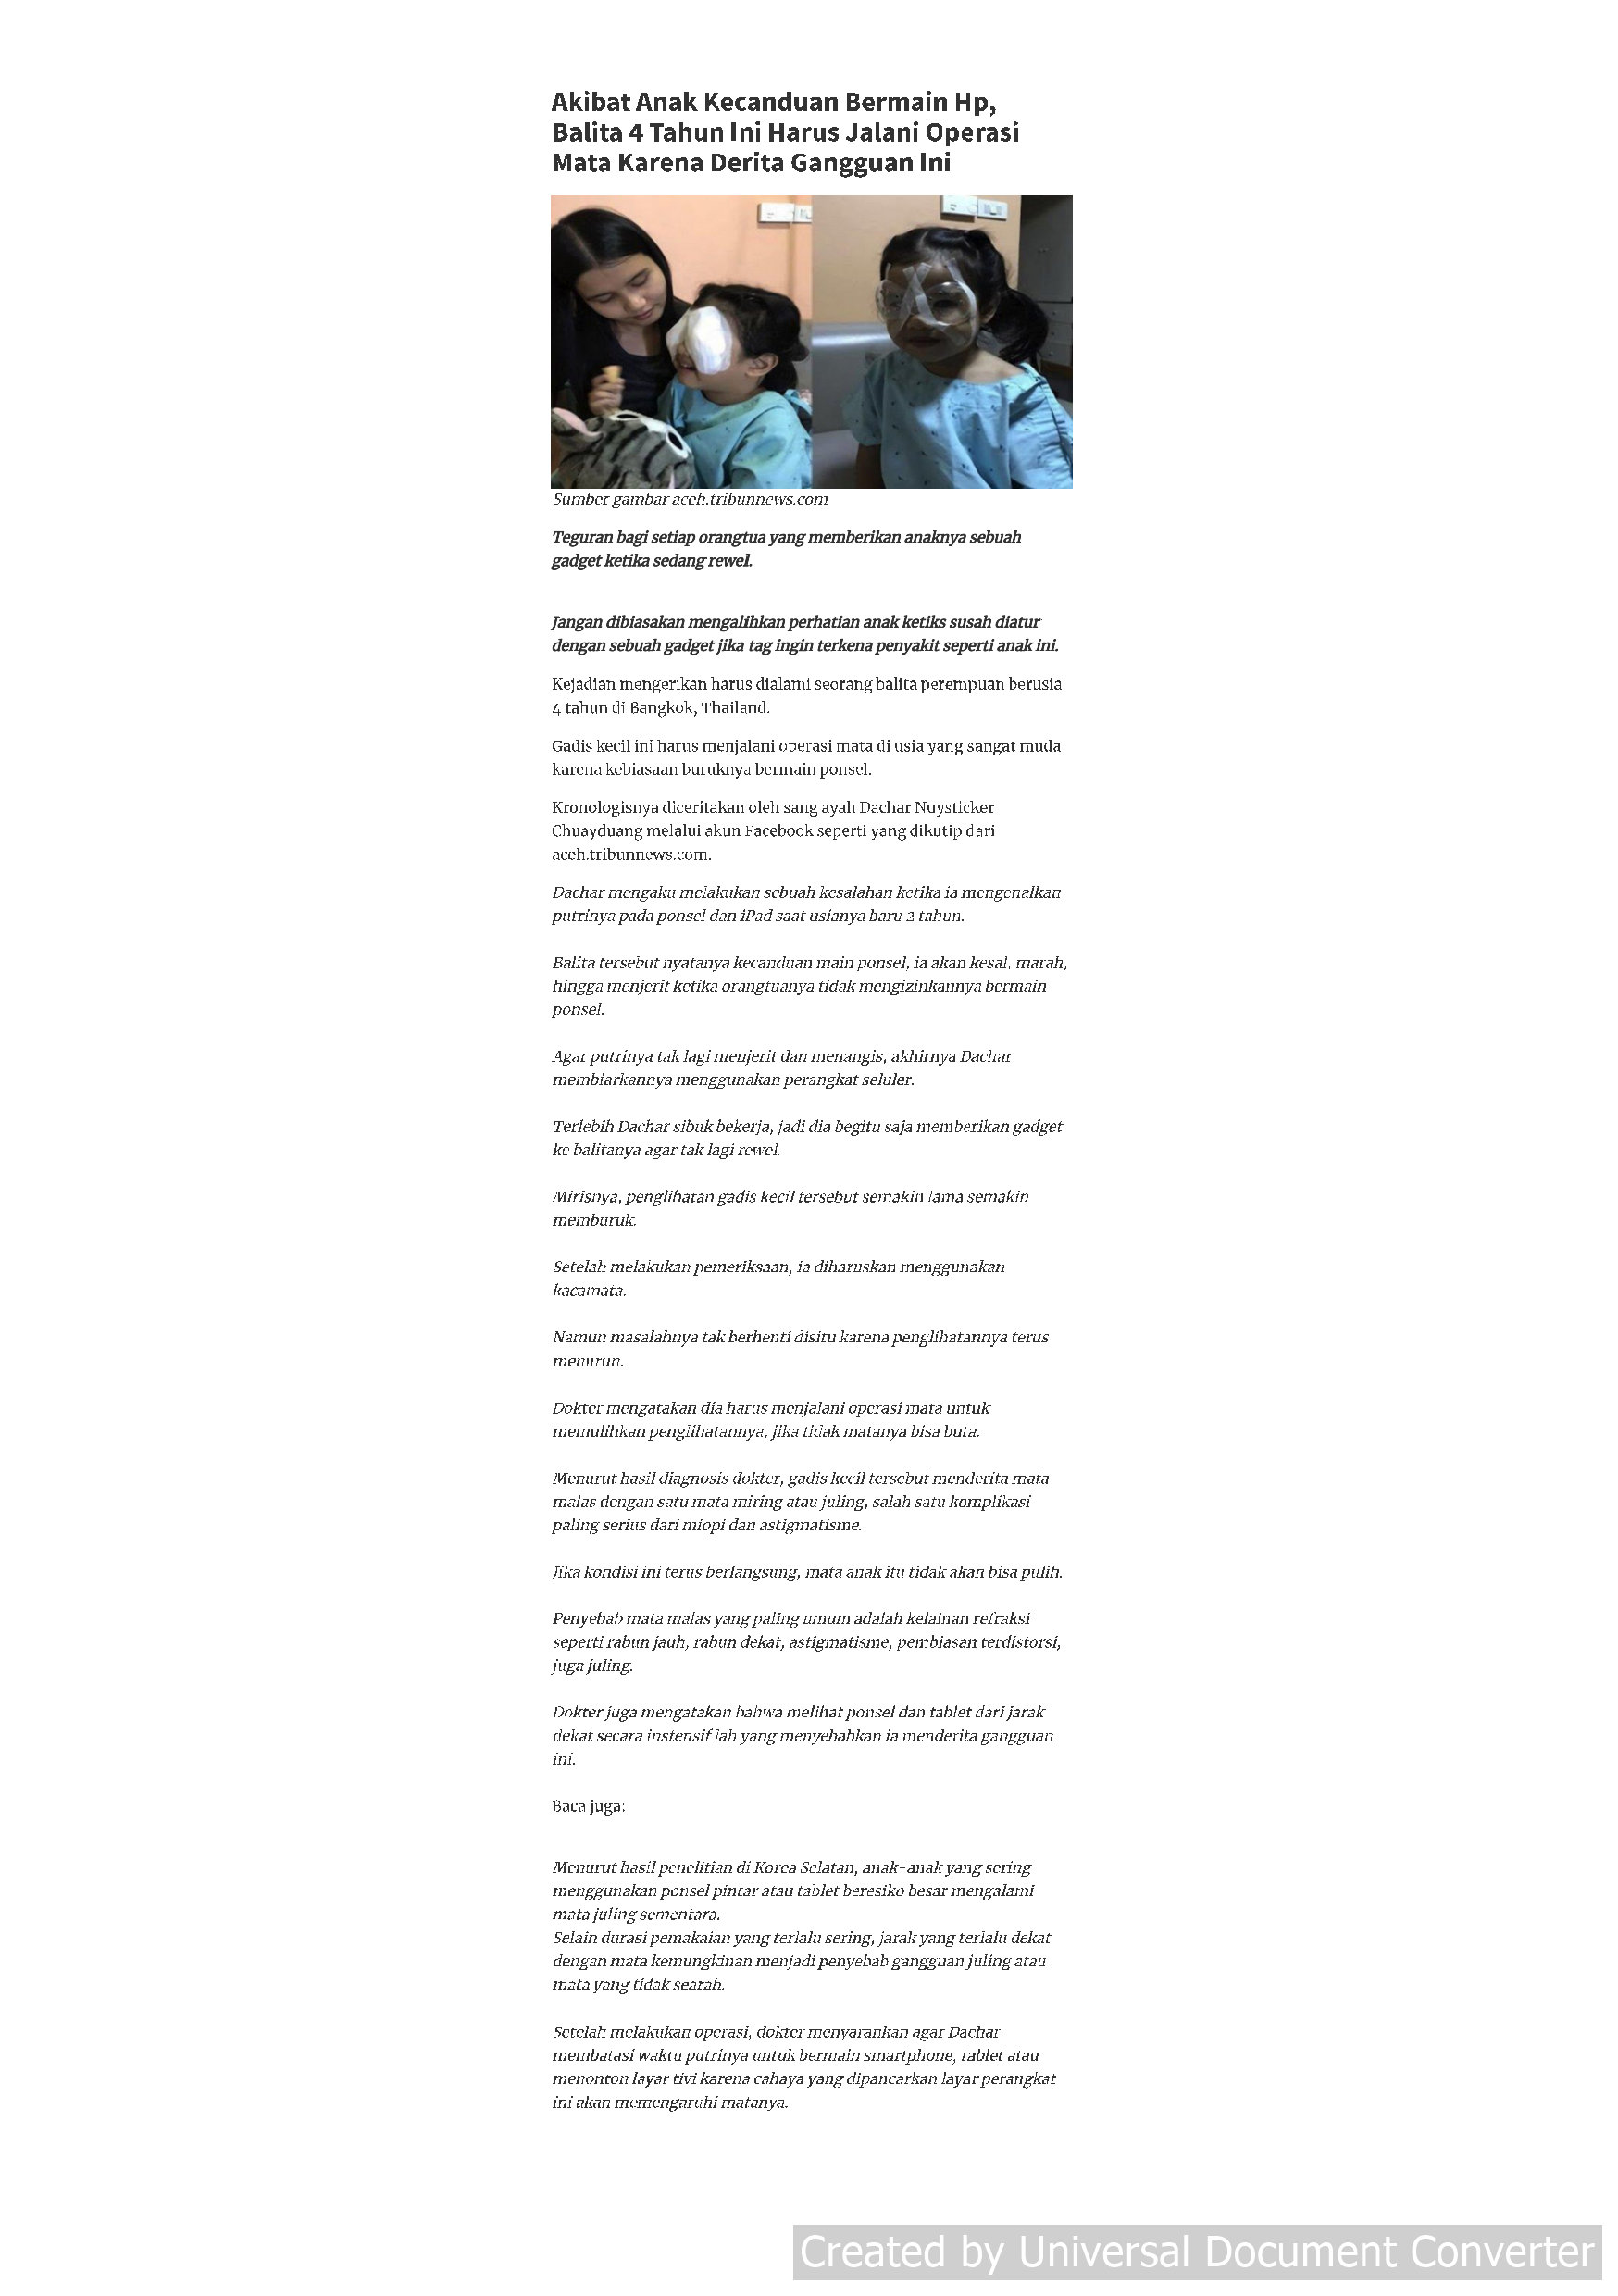 Akibat Anak Kecanduan Bermain Hp,
Balita 4 Tahun Ini Harus Jalani Operasi
Mata Karena Derita Gangguan Ini
Sumber gambar aceh.tribunnews.com
Teguran bagi setiap orangtua yang memberikan anaknya sebuah
gadget ketika sedang rewel.
Jangan dibiasakan mengalihkan perhatian anak ketiks susah diatur
dengan sebuah gadget jika tag ingin terkena penyakit seperti anak ini.
Kejadian mengerikan harus dialami seorang balita perempuan berusia
4 tahun di Bangkok, Thailand.
Gadis kecil ini harus menjalani operasi mata di usia yang sangat muda
karena kebiasaan buruknya bermain ponsel.
Kronologisnya diceritakan oleh sang ayah Dachar Nuysticker
Chuayduang melalui akun Facebook seperti yang dikutip dari
aceh.tribunnews.com.
Dachar mengaku melakukan sebuah kesalahan ketika ia mengenalkan
putrinya pada ponsel dan iPad saat usianya baru 2 tahun.
Balita tersebut nyatanya kecanduan main ponsel, ia akan kesal, marah,
hingga menjerit ketika orangtuanya tidak mengizinkannya bermain
ponsel.
Agar putrinya tak lagi menjerit dan menangis, akhirnya Dachar
membiarkannya menggunakan perangkat seluler.
Terlebih Dachar sibuk bekerja, jadi dia begitu saja memberikan gadget
ke balitanya agar tak lagi rewel.
Mirisnya, penglihatan gadis kecil tersebut semakin lama semakin
memburuk.
Setelah melakukan pemeriksaan, ia diharuskan menggunakan
kacamata.
Namun masalahnya tak berhenti disitu karena penglihatannya terus
menurun.
Dokter mengatakan dia harus menjalani operasi mata untuk
memulihkan penglihatannya, jika tidak matanya bisa buta.
Menurut hasil diagnosis dokter, gadis kecil tersebut menderita mata
malas dengan satu mata miring atau juling, salah satu komplikasi
paling serius dari miopi dan astigmatisme.
Jika kondisi ini terus berlangsung, mata anak itu tidak akan bisa pulih.
Penyebab mata malas yang paling umum adalah kelainan refraksi
seperti rabun jauh, rabun dekat, astigmatisme, pembiasan terdistorsi,
juga juling.
Dokter juga mengatakan bahwa melihat ponsel dan tablet dari jarak
dekat secara instensif lah yang menyebabkan ia menderita gangguan
ini.
Baca juga:
Menurut hasil penelitian di Korea Selatan, anak-anak yang sering
menggunakan ponsel pintar atau tablet beresiko besar mengalami
mata juling sementara.
Selain durasi pemakaian yang terlalu sering, jarak yang terlalu dekat
dengan mata kemungkinan menjadi penyebab gangguan juling atau
mata yang tidak searah.
Setelah melakukan operasi, dokter menyarankan agar Dachar
membatasi waktu putrinya untuk bermain smartphone, tablet atau
menonton layar tivi karena cahaya yang dipancarkan layar perangkat
ini akan memengaruhi matanya.
Created by Universal Document Converter